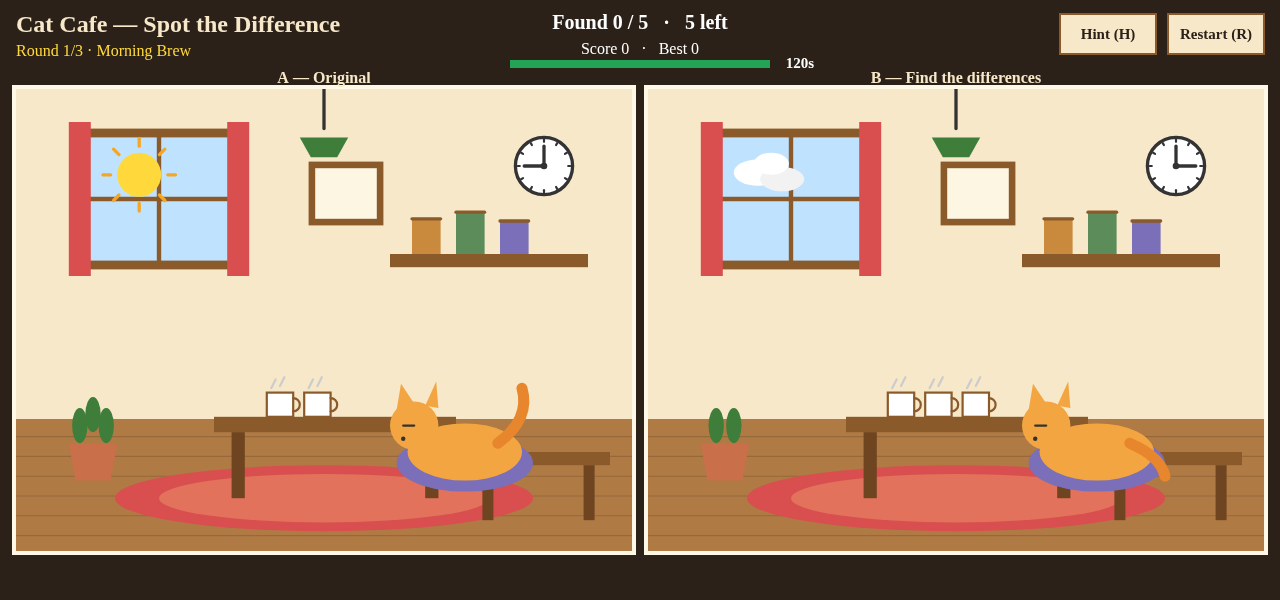 Cat Cafe — Spot the Difference
Round 1/3 · Morning Brew
Found 0 / 5 · 5 left
Score 0 · Best 0
120s
Hint (H)
Restart (R)
A — Original
B — Find the differences